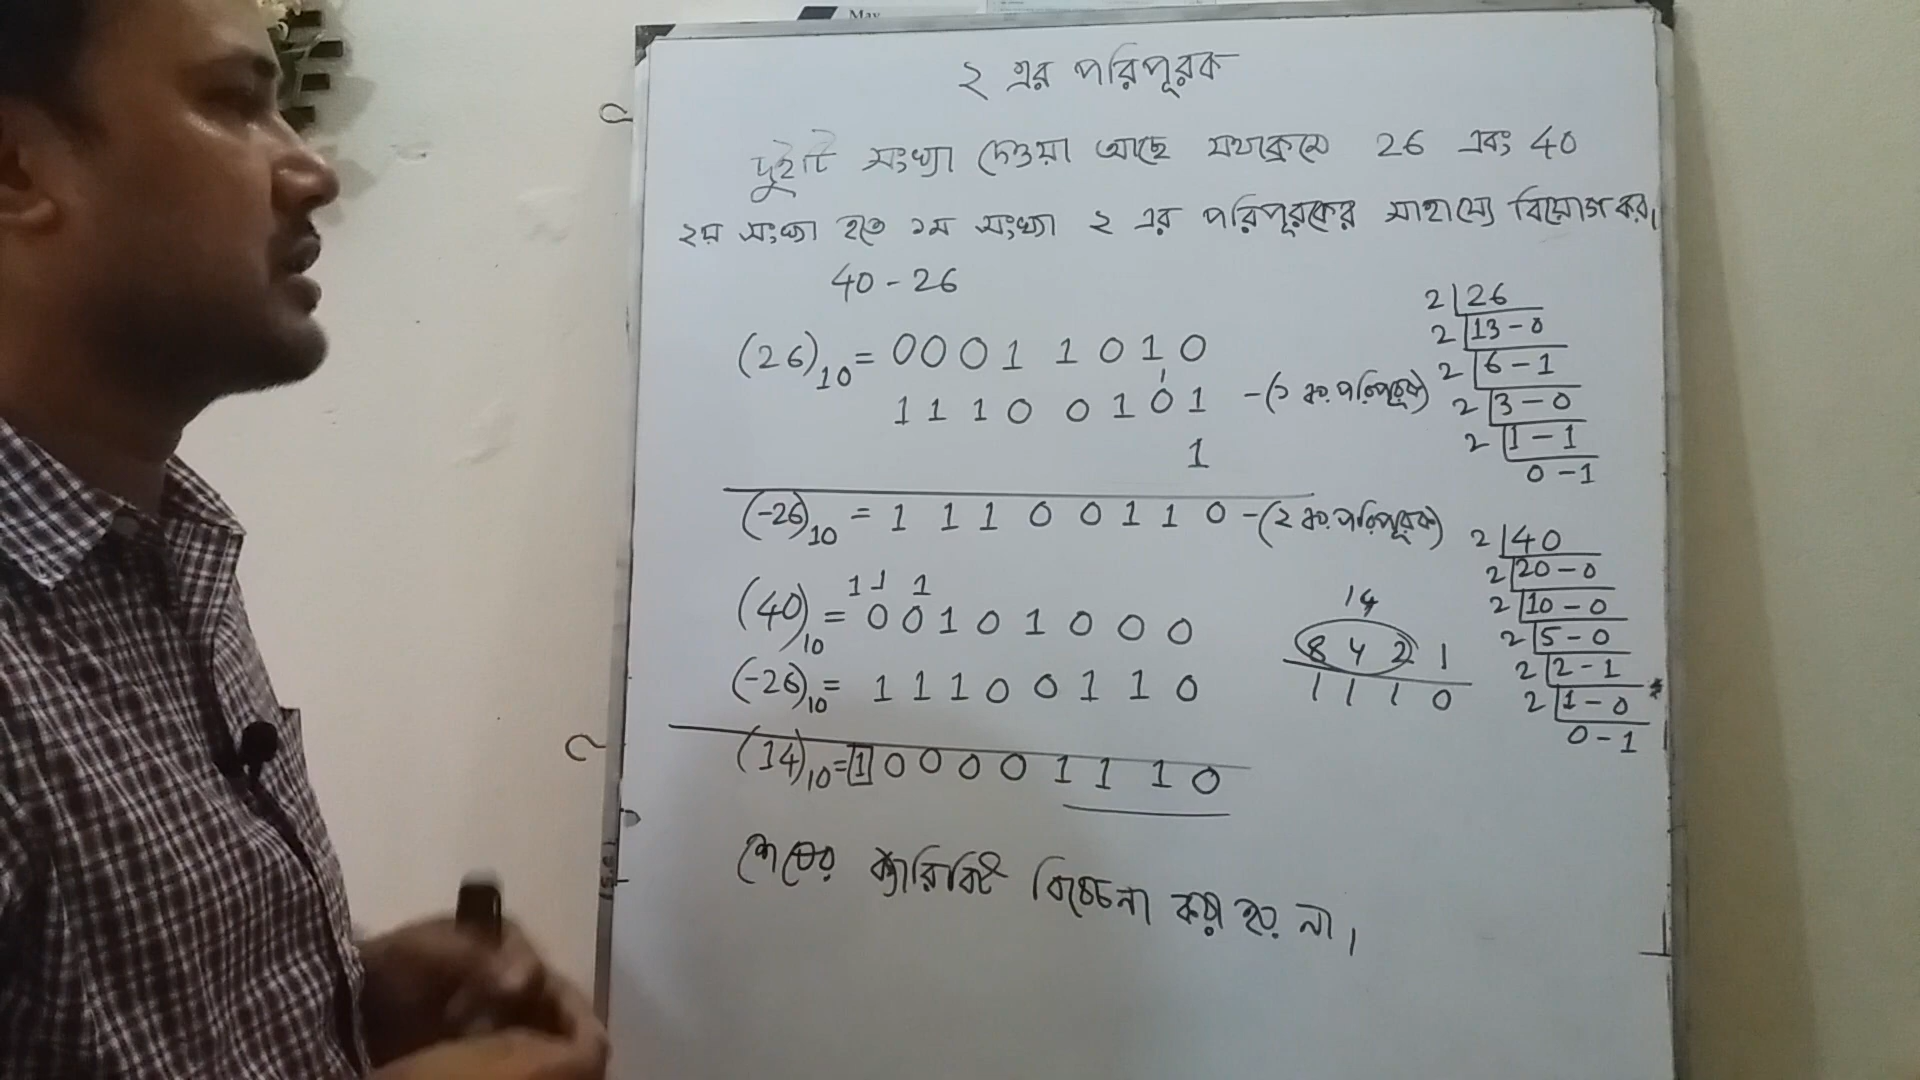 May
২ এর পরিপূরক
দুইটি সংখ্যা দেওয়া আছে যথাক্রমে 26 এবং 40
২য় সংখ্যা হতে ১ম সংখ্যা ২ এর পরিপূরকের সাহায্যে বিয়োগ কর।
40 - 26
(26)₁₀ = 0 0 0 1 1 0 1 0
1
1 1 1 0 0 1 0 1 - (১ এর পরিপূরক)
1
(-26)₁₀ = 1 1 1 0 0 1 1 0 - (২ এর পরিপূরক)
1 1 1
(40)₁₀ = 0 0 1 0 1 0 0 0
(-26)₁₀ = 1 1 1 0 0 1 1 0
(14)₁₀ = 1 0 0 0 0 1 1 1 0
শেষের ক্যারিবিট বিবেচনা করা হয় না।
2 | 26
2 | 13 - 0
2 | 6 - 1
2 | 3 - 0
2 | 1 - 1
0 - 1
2 | 40
2 | 20 - 0
2 | 10 - 0
2 | 5 - 0
2 | 2 - 1
2 | 1 - 0
0 - 1
14
8 4 2 1
1 1 1 0